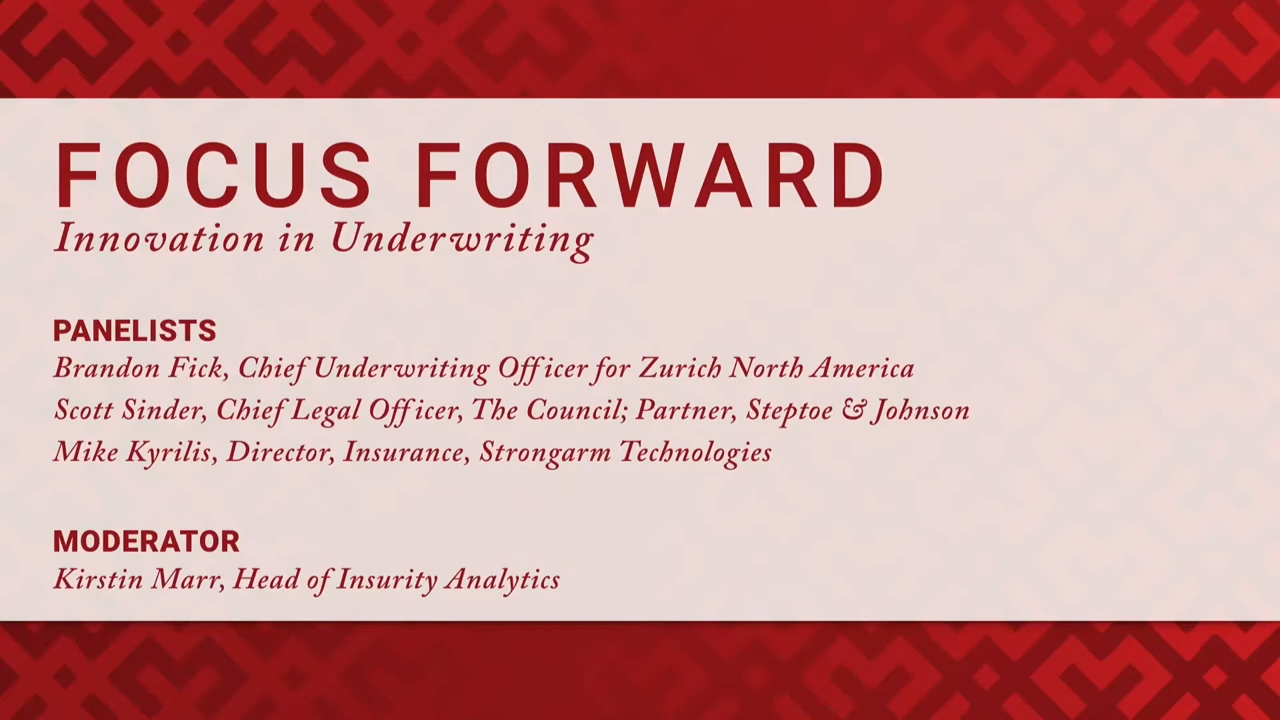 FOCUS FORWARD
Innovation in Underwriting
PANELISTS
Brandon Fick, Chief Underwriting Officer for Zurich North America
Scott Sinder, Chief Legal Officer, The Council; Partner, Steptoe & Johnson
Mike Kyrilis, Director, Insurance, Strongarm Technologies
MODERATOR
Kirstin Marr, Head of Insurity Analytics